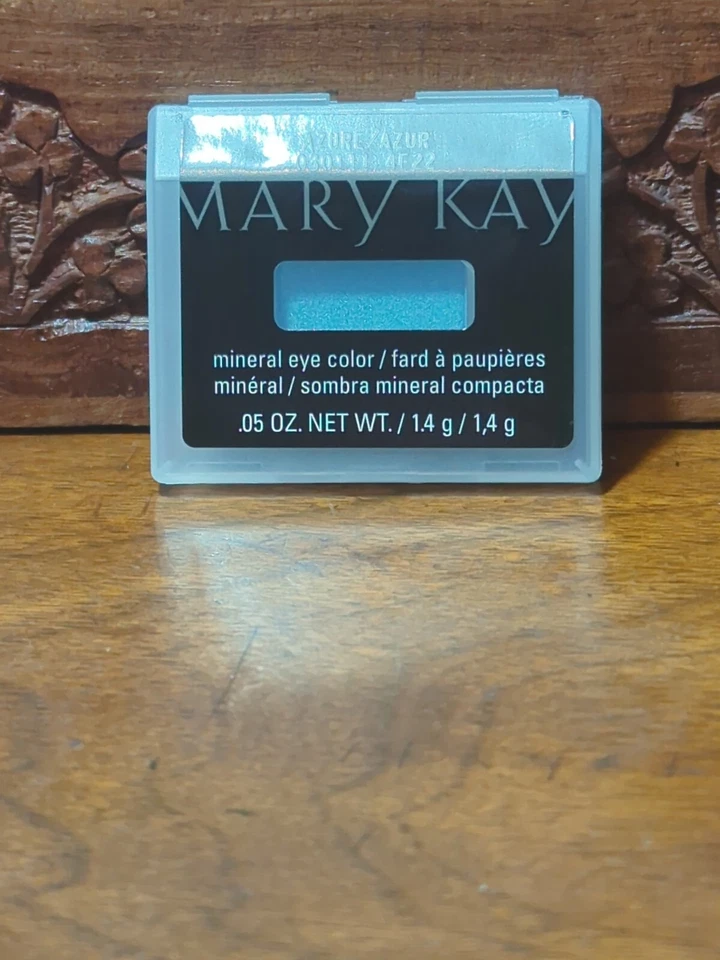 AZURE/AZUR
MARY KAY
mineral eye color / fard à paupières
minéral / sombra mineral compacta
.05 OZ. NET WT. / 1.4 g / 1,4 g